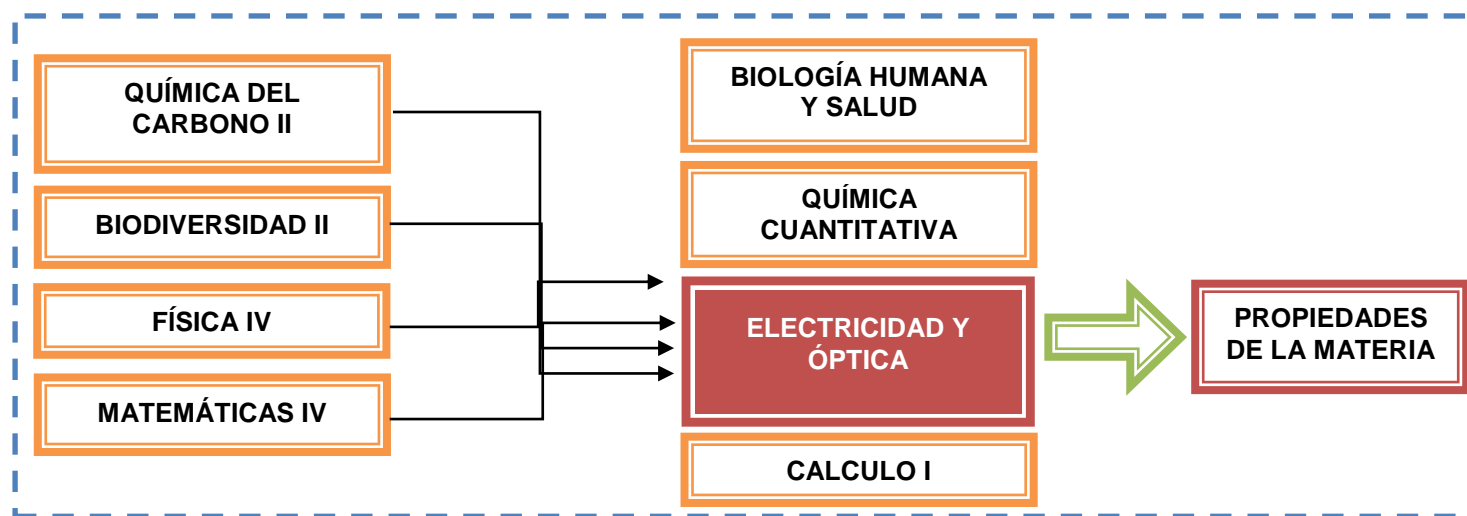 QUÍMICA DEL
CARBONO II
BIODIVERSIDAD II
FÍSICA IV
MATEMÁTICAS IV
BIOLOGÍA HUMANA
Y SALUD
QUÍMICA
CUANTITATIVA
ELECTRICIDAD Y
ÓPTICA
CALCULO I
PROPIEDADES
DE LA MATERIA